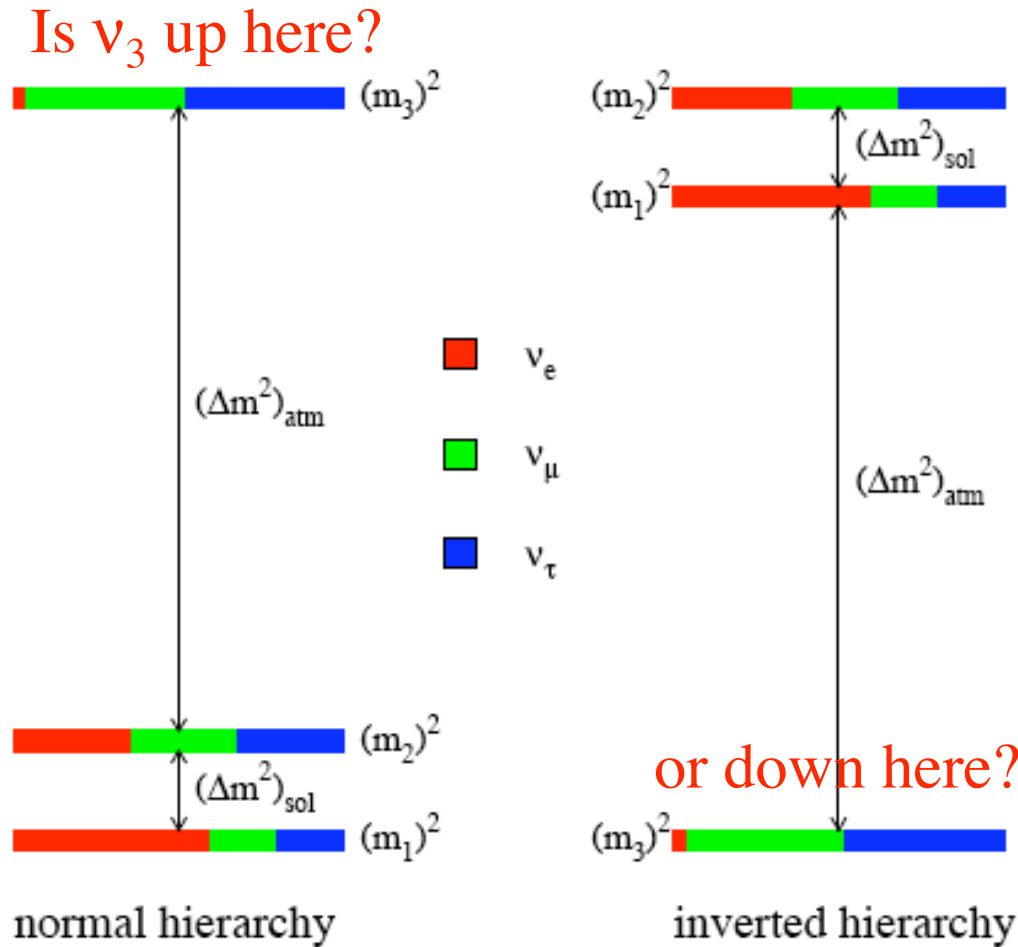 Is ν₃ up here?
(m₃)²
(Δm²)atm
(m₂)²
(Δm²)sol
(m₁)²
normal hierarchy
νe
νμ
ντ
(m₂)²
(Δm²)sol
(m₁)²
(Δm²)atm
or down here?
(m₃)²
inverted hierarchy